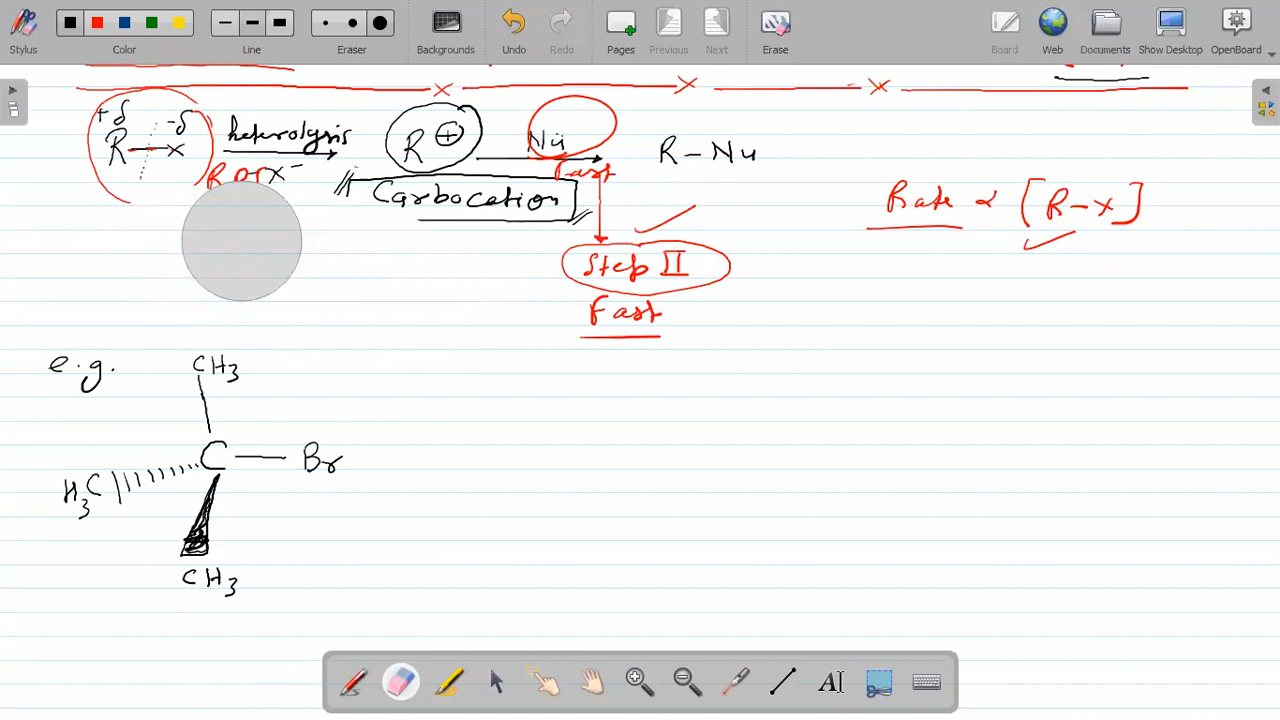 Stylus Color Line Eraser Backgrounds Undo Redo Pages Previous Next Erase Board Web Documents Show Desktop OpenBoard
+δ -δ
R—x heterolysis R⊕ Nu R-Nu
Fast
x⁻
Carbocation
Rate ∝ [R-x]
Step II
Fast
e.g. CH3
C — Br
H3C
CH3